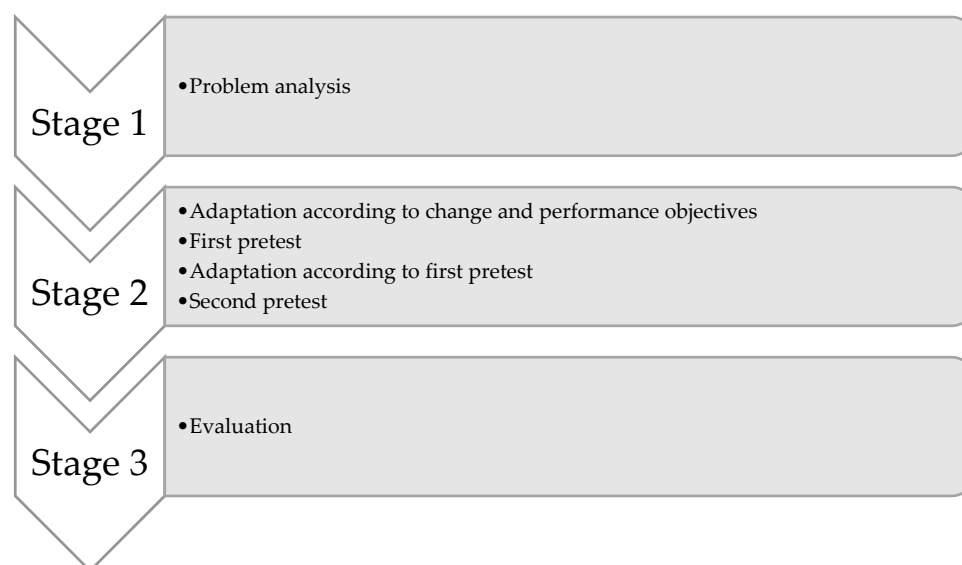 Stage 1
•Problem analysis
Stage 2
•Adaptation according to change and performance objectives
•First pretest
•Adaptation according to first pretest
•Second pretest
Stage 3
•Evaluation